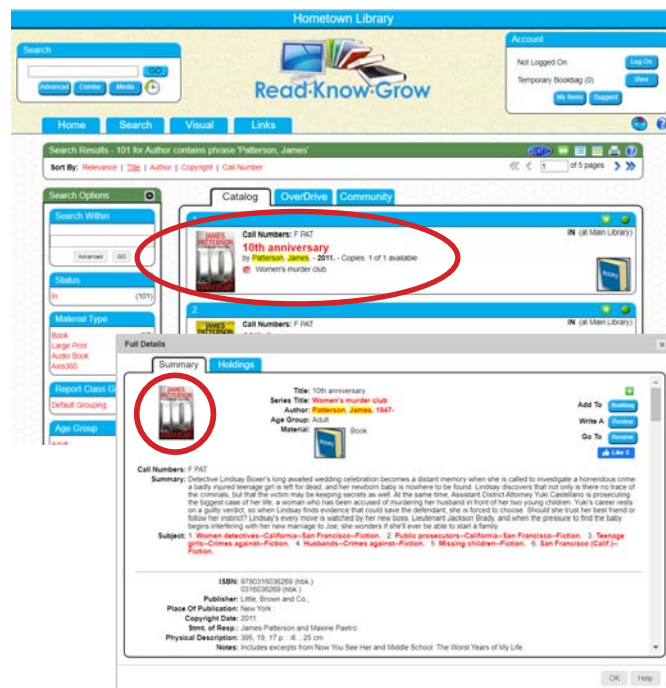 Hometown Library
Search
GO
Advanced Combo Media
Read·Know·Grow
Account
Not Logged On Log On
Temporary Bookbag (0) View
My Items Suggest
Home Search Visual Links
Search Results - 101 for Author contains phrase 'Patterson, James'
Sort By: Relevance | Title | Author | Copyright | Call Number
1 of 5 pages
Search Options
Catalog OverDrive Community
Search Within
Advanced GO
Status
In (101)
Material Type
Book
Large Print
Audio Book
Axis360
Report Class G
Default Grouping
Age Group
1
JAMES PATTERSON
10
Call Numbers: F PAT
IN (at Main Library)
10th anniversary
by Patterson, James, - 2011. - Copies: 1 of 1 available
Women's murder club
BOOKS
2
JAMES
Call Numbers: F PAT
IN (at Main Library)
Full Details
Summary Holdings
JAMES PATTERSON
10
Title: 10th anniversary
Series Title: Women's murder club
Author: Patterson, James, 1947-
Age Group: Adult
Material: Book
BOOKS
Add To Bookbag
Write A Review
Go To Reserve
Like 0
Call Numbers: F PAT
Summary: Detective Lindsay Boxer's long awaited wedding celebration becomes a distant memory when she is called to investigate a horrendous crime
a badly injured teenage girl is left for dead, and her newborn baby is nowhere to be found. Lindsay discovers that not only is there no trace of
the criminals, but that the victim may be keeping secrets as well. At the same time, Assistant District Attorney Yuki Castellano is prosecuting
the biggest case of her life, a woman who has been accused of murdering her husband in front of her two young children. Yuki's career rests
on a guilty verdict, so when Lindsay finds evidence that could save the defendant, she is forced to choose. Should she trust her best friend or
follow her instinct? Lindsay's every move is watched by her new boss, Lieutenant Jackson Brady, and when the pressure to find the baby
begins interfering with her new marriage to Joe, she wonders if she'll ever be able to start a family.
Subject: 1. Women detectives--California--San Francisco--Fiction. 2. Public prosecutors--California--San Francisco--Fiction. 3. Teenage
girls--Crimes against--Fiction. 4. Husbands--Crimes against--Fiction. 5. Missing children--Fiction. 6. San Francisco (Calif.)--
Fiction.
ISBN: 9780316036269 (hbk.)
0316036269 (hbk.)
Publisher: Little, Brown and Co.,
Place Of Publication: New York :
Copyright Date: 2011.
Stmt. of Resp.: James Patterson and Maxine Paetro.
Physical Description: 395, 19, 17 p. : ill. ; 25 cm.
Notes: Includes excerpts from Now You See Her and Middle School: The Worst Years of My Life.
OK Help